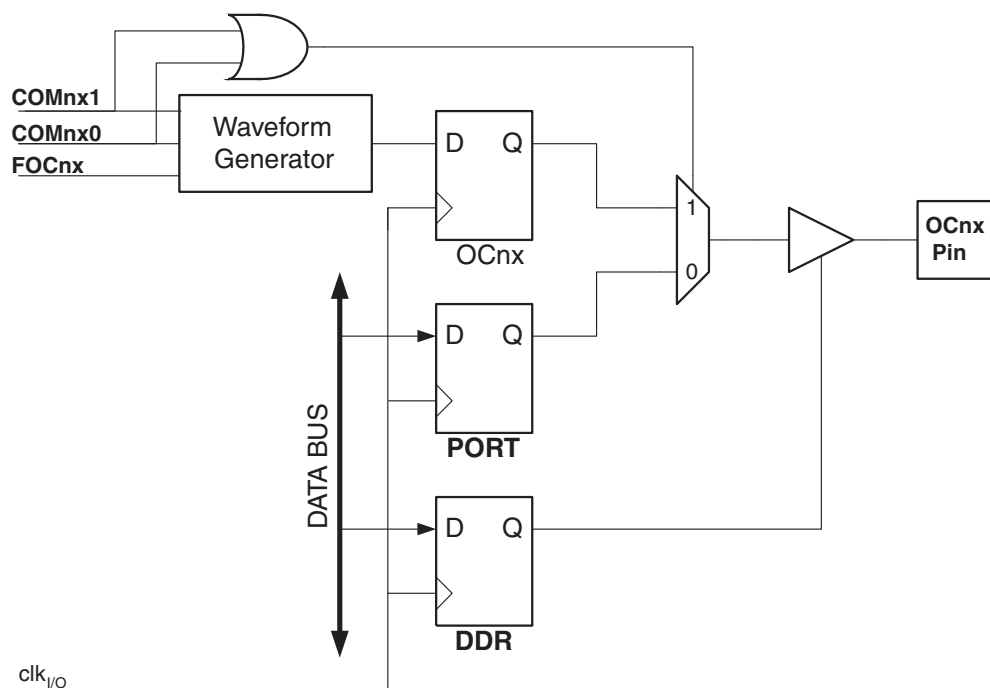 COMnx1
COMnx0
FOCnx
Waveform
Generator
D Q
OCnx
1
0
OCnx
Pin
D Q
PORT
DATA BUS
D Q
DDR
clkI/O